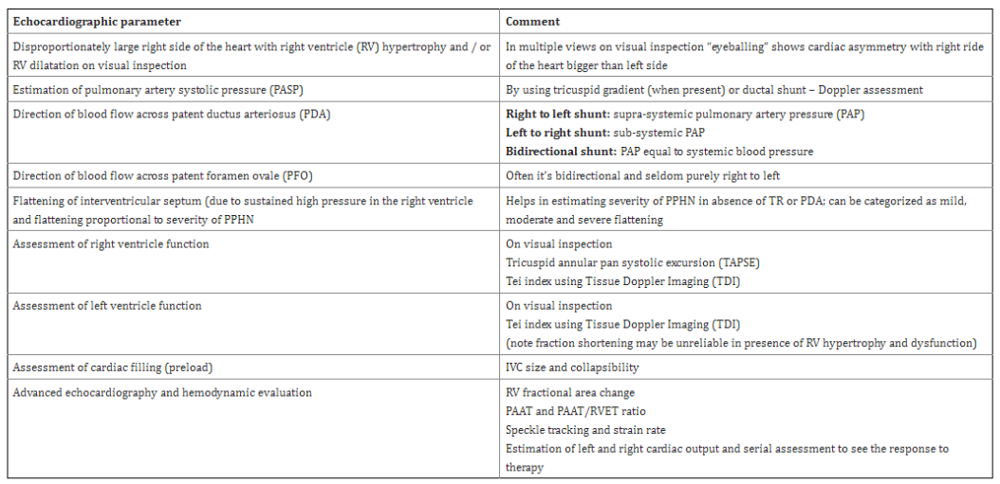 Echocardiographic parameter
Comment
Disproportionately large right side of the heart with right ventricle (RV) hypertrophy and / or
RV dilatation on visual inspection
In multiple views on visual inspection “eyeballing” shows cardiac asymmetry with right ride
of the heart bigger than left side
Estimation of pulmonary artery systolic pressure (PASP)
By using tricuspid gradient (when present) or ductal shunt – Doppler assessment
Direction of blood flow across patent ductus arteriosus (PDA)
Right to left shunt: supra-systemic pulmonary artery pressure (PAP)
Left to right shunt: sub-systemic PAP
Bidirectional shunt: PAP equal to systemic blood pressure
Direction of blood flow across patent foramen ovale (PFO)
Often it's bidirectional and seldom purely right to left
Flattening of interventricular septum (due to sustained high pressure in the right ventricle
and flattening proportional to severity of PPHN
Helps in estimating severity of PPHN in absence of TR or PDA; can be categorized as mild,
moderate and severe flattening
Assessment of right ventricle function
On visual inspection
Tricuspid annular pan systolic excursion (TAPSE)
Tei index using Tissue Doppler Imaging (TDI)
Assessment of left ventricle function
On visual inspection
Tei index using Tissue Doppler Imaging (TDI)
(note fraction shortening may be unreliable in presence of RV hypertrophy and dysfunction)
Assessment of cardiac filling (preload)
IVC size and collapsibility
Advanced echocardiography and hemodynamic evaluation
RV fractional area change
PAAT and PAAT/RVET ratio
Speckle tracking and strain rate
Estimation of left and right cardiac output and serial assessment to see the response to
therapy